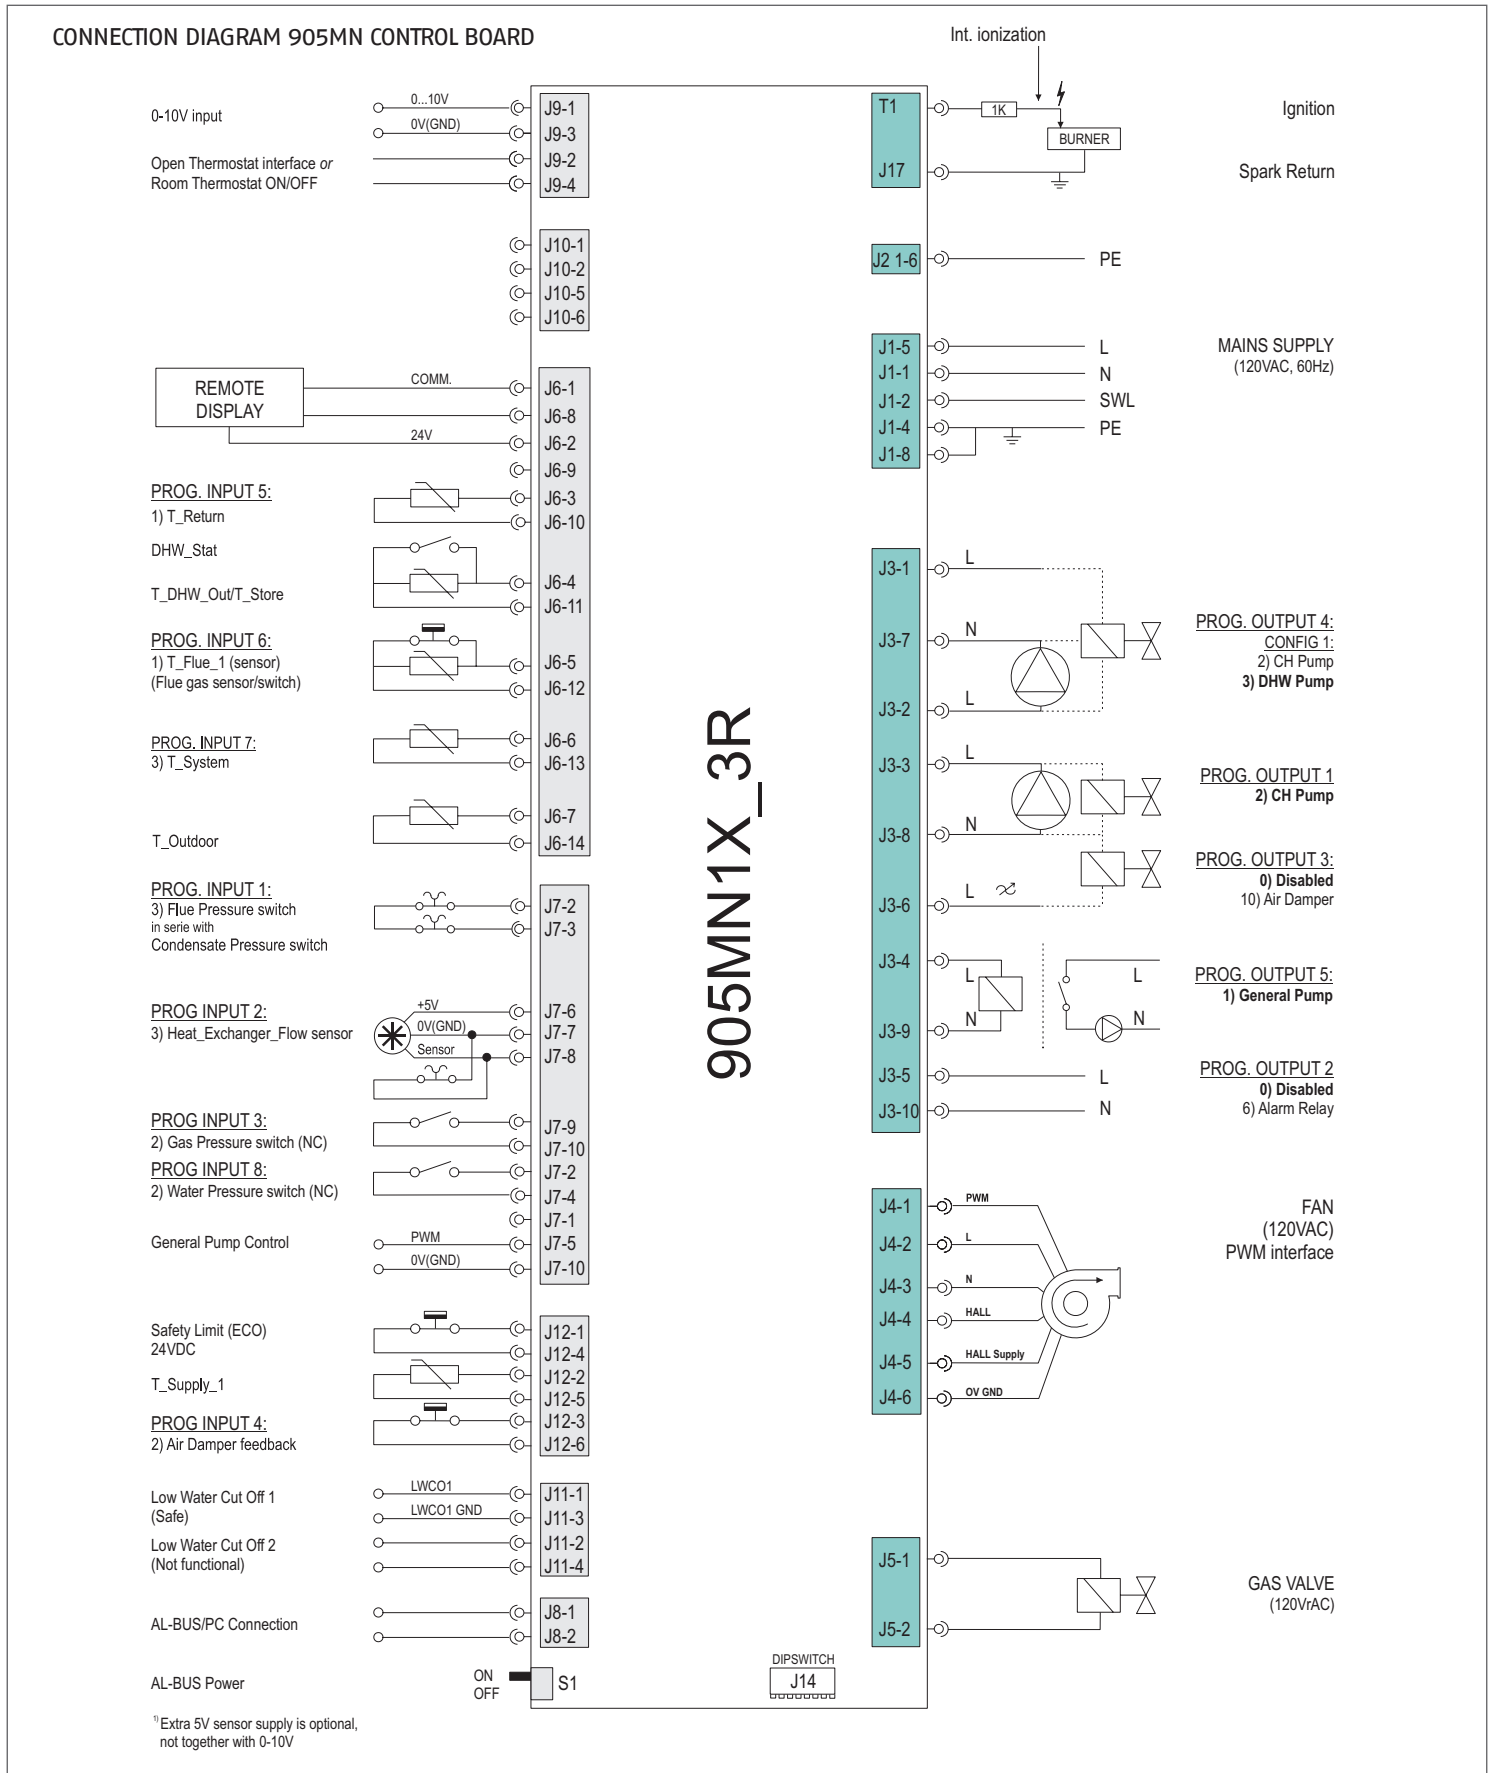 CONNECTION DIAGRAM 905MN CONTROL BOARD
Int. ionization
0-10V input
0...10V
0V(GND)
J9-1
J9-3
J9-2
J9-4
Open Thermostat interface or
Room Thermostat ON/OFF
J10-1
J10-2
J10-5
J10-6
REMOTE
DISPLAY
COMM.
24V
J6-1
J6-8
J6-2
J6-9
J6-3
J6-10
J6-4
J6-11
J6-5
J6-12
J6-6
J6-13
J6-7
J6-14
PROG. INPUT 5:
1) T_Return
DHW_Stat
T_DHW_Out/T_Store
PROG. INPUT 6:
1) T_Flue_1 (sensor)
(Flue gas sensor/switch)
PROG. INPUT 7:
3) T_System
T_Outdoor
PROG. INPUT 1:
3) Flue Pressure switch
in serie with
Condensate Pressure switch
J7-2
J7-3
PROG INPUT 2:
3) Heat_Exchanger_Flow sensor
+5V
0V(GND)
Sensor
J7-6
J7-7
J7-8
PROG INPUT 3:
2) Gas Pressure switch (NC)
J7-9
J7-10
PROG INPUT 8:
2) Water Pressure switch (NC)
J7-2
J7-4
J7-1
General Pump Control
PWM
0V(GND)
J7-5
J7-10
Safety Limit (ECO)
24VDC
J12-1
J12-4
T_Supply_1
J12-2
J12-5
PROG INPUT 4:
2) Air Damper feedback
J12-3
J12-6
Low Water Cut Off 1
(Safe)
LWCO1
LWCO1 GND
J11-1
J11-3
Low Water Cut Off 2
(Not functional)
J11-2
J11-4
AL-BUS/PC Connection
J8-1
J8-2
AL-BUS Power
ON
OFF
S1
1) Extra 5V sensor supply is optional,
not together with 0-10V
905MN1X_3R
DIPSWITCH
J14
T1
J17
1K
BURNER
Ignition
Spark Return
J2 1-6
PE
J1-5
J1-1
J1-2
J1-4
J1-8
L
N
SWL
PE
MAINS SUPPLY
(120VAC, 60Hz)
J3-1
J3-7
J3-2
L
N
L
PROG. OUTPUT 4:
CONFIG 1:
2) CH Pump
3) DHW Pump
J3-3
J3-8
L
N
PROG. OUTPUT 1
2) CH Pump
J3-6
L
PROG. OUTPUT 3:
0) Disabled
10) Air Damper
J3-4
J3-9
L
N
L
N
PROG. OUTPUT 5:
1) General Pump
J3-5
J3-10
L
N
PROG. OUTPUT 2
0) Disabled
6) Alarm Relay
J4-1
J4-2
J4-3
J4-4
J4-5
J4-6
PWM
L
N
HALL
HALL Supply
OV GND
FAN
(120VAC)
PWM interface
J5-1
J5-2
GAS VALVE
(120VrAC)